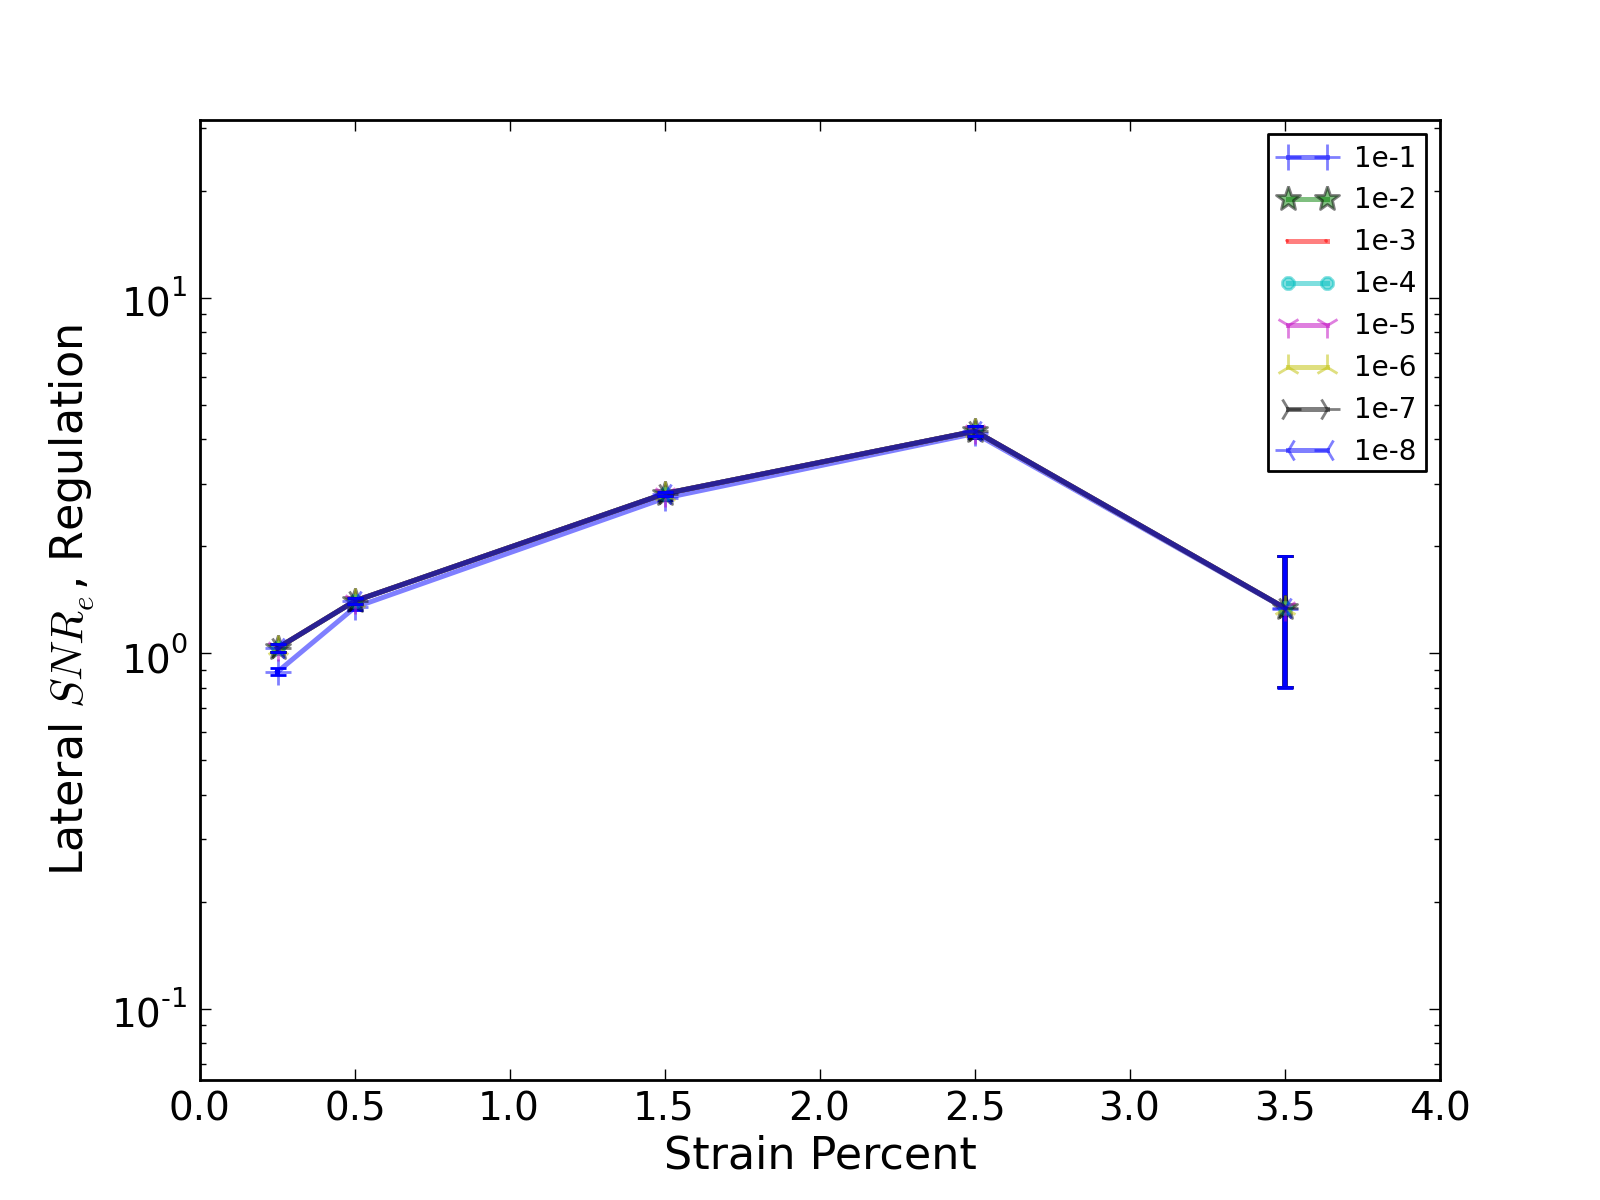 1e-1
1e-2
1e-3
1e-4
1e-5
1e-6
1e-7
1e-8
10^1
10^0
10^-1
Lateral SNR_e, Regulation
0.0 0.5 1.0 1.5 2.0 2.5 3.0 3.5 4.0
Strain Percent